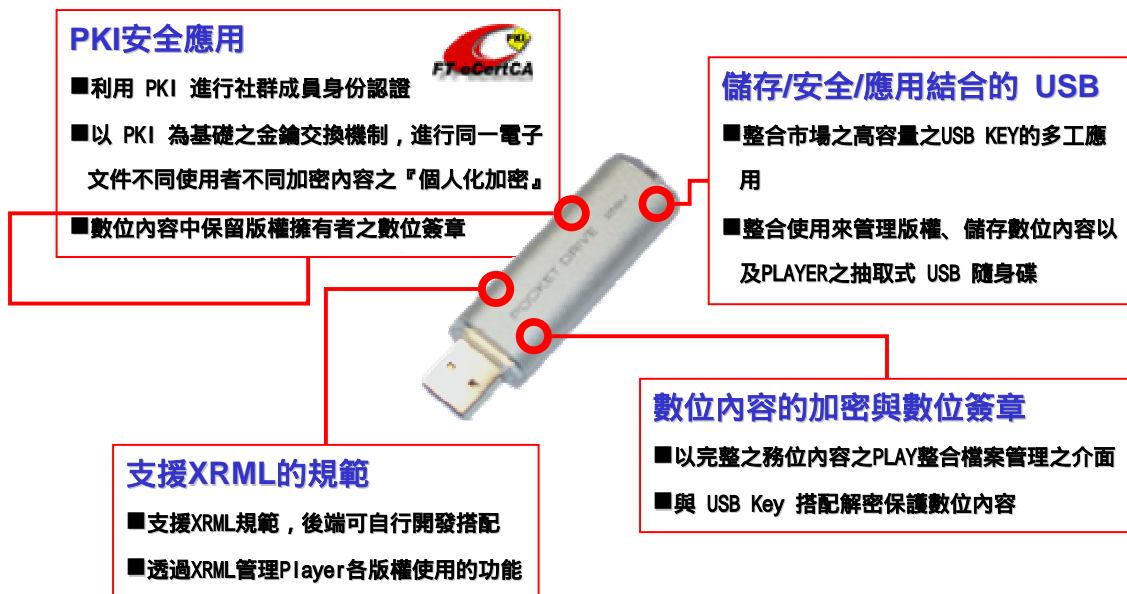 PKI安全應用
PKI
FT-eCertCA
■利用 PKI 進行社群成員身份認證
■以 PKI 為基礎之金鑰交換機制，進行同一電子
文件不同使用者不同加密內容之『個人化加密』
■數位內容中保留版權擁有者之數位簽章
儲存/安全/應用結合的 USB
■整合市場之高容量之USB KEY的多工應
用
■整合使用來管理版權、儲存數位內容以
及PLAYER之抽取式 USB 隨身碟
POCKET DRIVE
支援XRML的規範
■支援XRML規範，後端可自行開發搭配
■透過XRML管理Player各版權使用的功能
數位內容的加密與數位簽章
■以完整之務位內容之PLAY整合檔案管理之介面
■與 USB Key 搭配解密保護數位內容